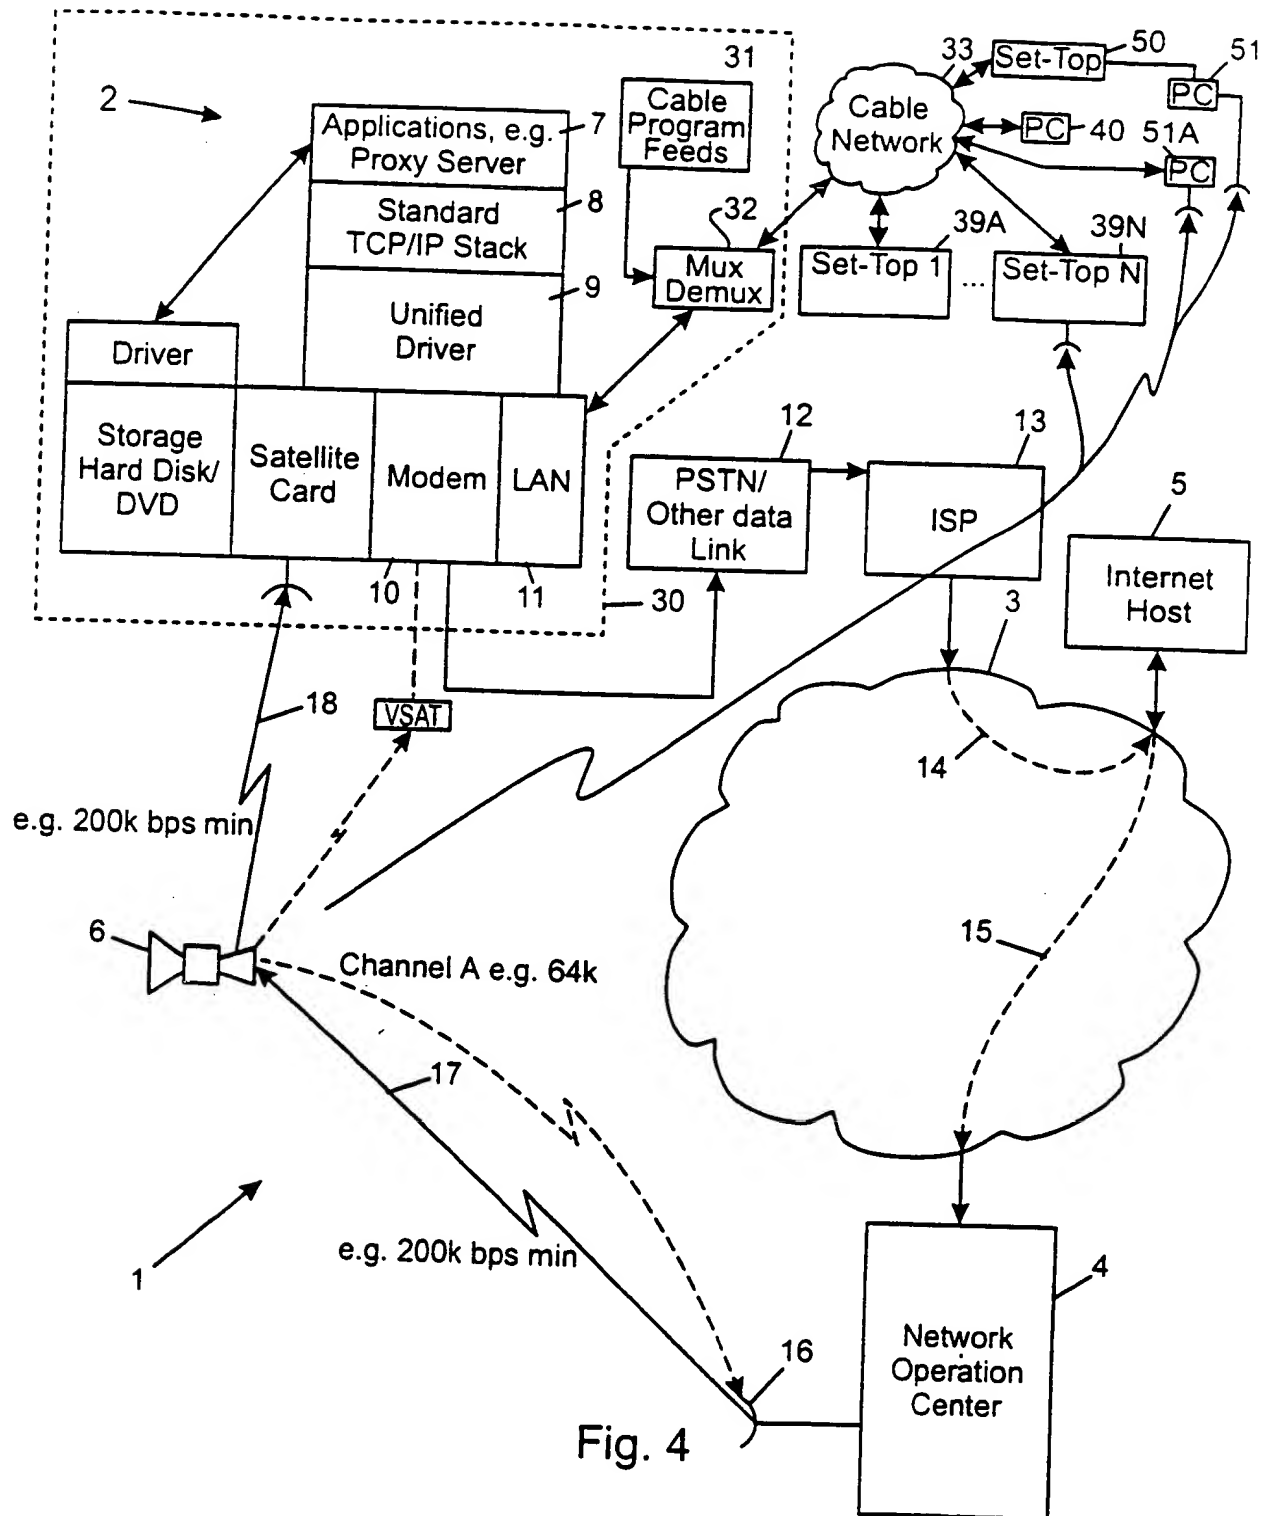 31
33
50
51
Set-Top
2
Cable
Program
Feeds
PC
Applications, e.g.
Proxy Server
7
Cable
Network
PC
40
51A
PC
8
Standard
TCP/IP Stack
32
39A
39N
Mux
Demux
Set-Top 1
...
Set-Top N
9
Unified
Driver
Driver
12
13
Storage
Hard Disk/
DVD
Satellite
Card
Modem
LAN
PSTN/
Other data
Link
ISP
5
Internet
Host
10
11
30
3
18
VSAT
14
e.g. 200k bps min
6
15
Channel A e.g. 64k
17
1
e.g. 200k bps min
4
16
Network
Operation
Center
Fig. 4